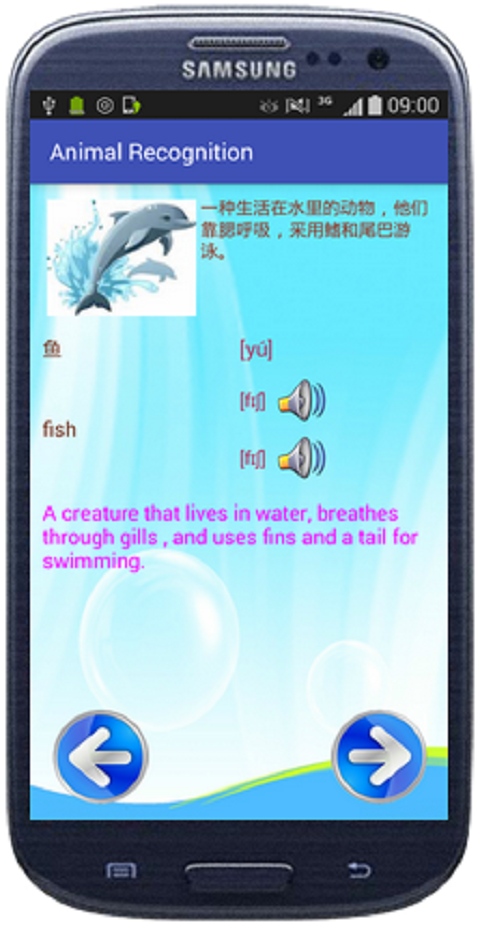 SAMSUNG
3G 09:00
Animal Recognition
一种生活在水里的动物，他们
靠腮呼吸，采用鳍和尾巴游
泳。
鱼 [yú]
[fɪʃ]
fish
[fɪʃ]
A creature that lives in water, breathes
through gills , and uses fins and a tail for
swimming.